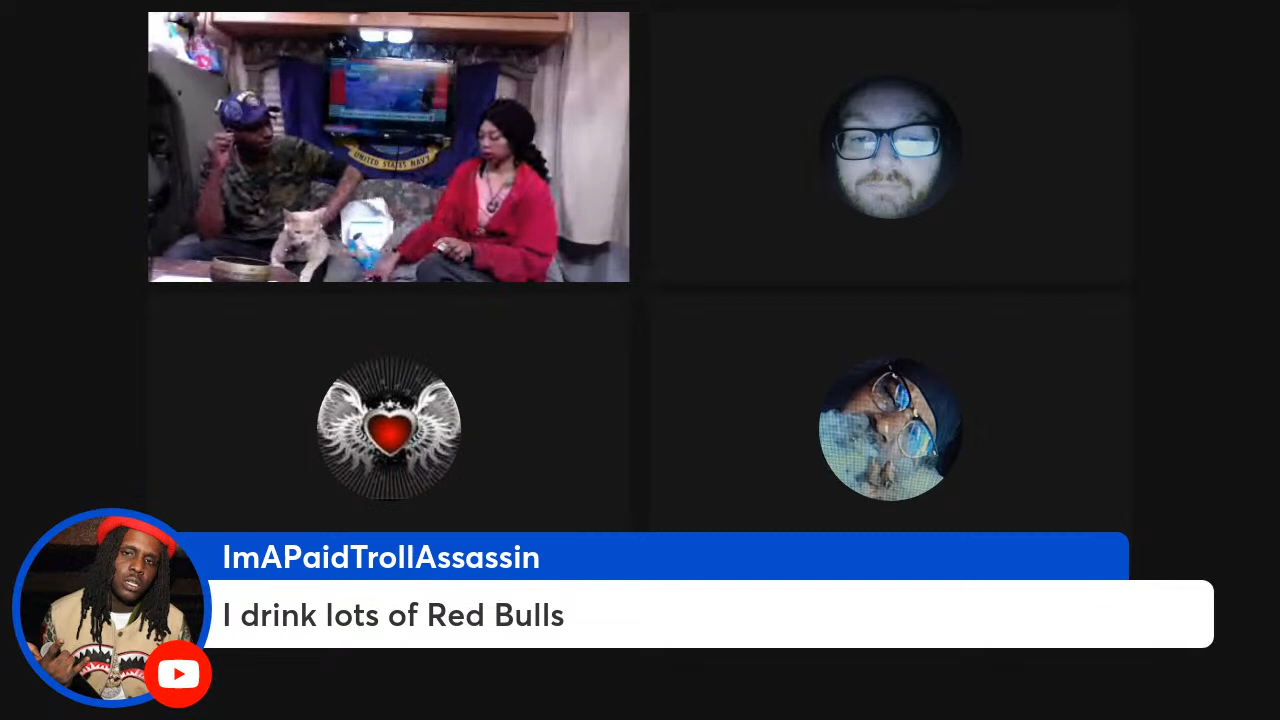 UNITED STATES NAVY
ImAPaidTrollAssassin
I drink lots of Red Bulls